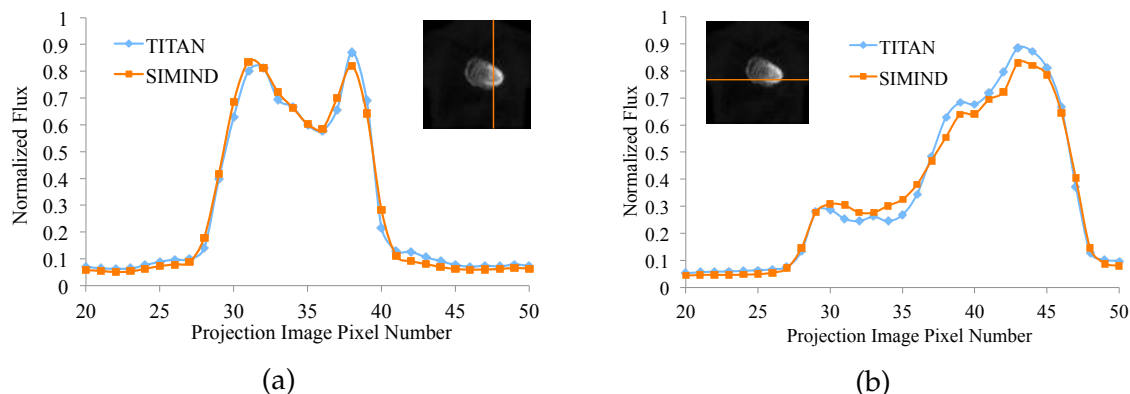 1
0.9
0.8
0.7
0.6
0.5
0.4
0.3
0.2
0.1
0
Normalized Flux
TITAN
SIMIND
20 25 30 35 40 45 50
Projection Image Pixel Number
(a)
1
0.9
0.8
0.7
0.6
0.5
0.4
0.3
0.2
0.1
0
Normalized Flux
TITAN
SIMIND
20 25 30 35 40 45 50
Projection Image Pixel Number
(b)